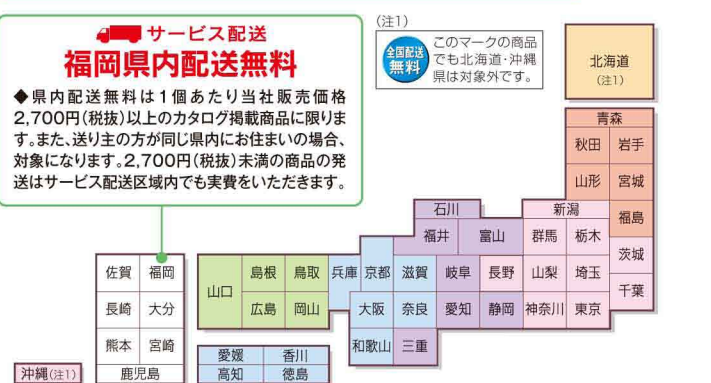 サービス配送
福岡県内配送無料
◆県内配送無料は1個あたり当社販売価格
2,700円(税抜)以上のカタログ掲載商品に限りま
す。また、送り主の方が同じ県内にお住まいの場合、
対象になります。2,700円(税抜)未満の商品の発
送はサービス配送区域内でも実費をいただきます。
(注1)
全国配送
無料
このマークの商品
でも北海道・沖縄
県は対象外です。
北海道
(注1)
青森
秋田 岩手
山形 宮城
福島
石川 新潟
福井 富山 群馬 栃木
茨城
佐賀 福岡 山口 島根 鳥取 兵庫 京都 滋賀 岐阜 長野 山梨 埼玉
千葉
長崎 大分 広島 岡山 大阪 奈良 愛知 静岡 神奈川 東京
熊本 宮崎 和歌山 三重
愛媛 香川
沖縄(注1) 鹿児島 高知 徳島